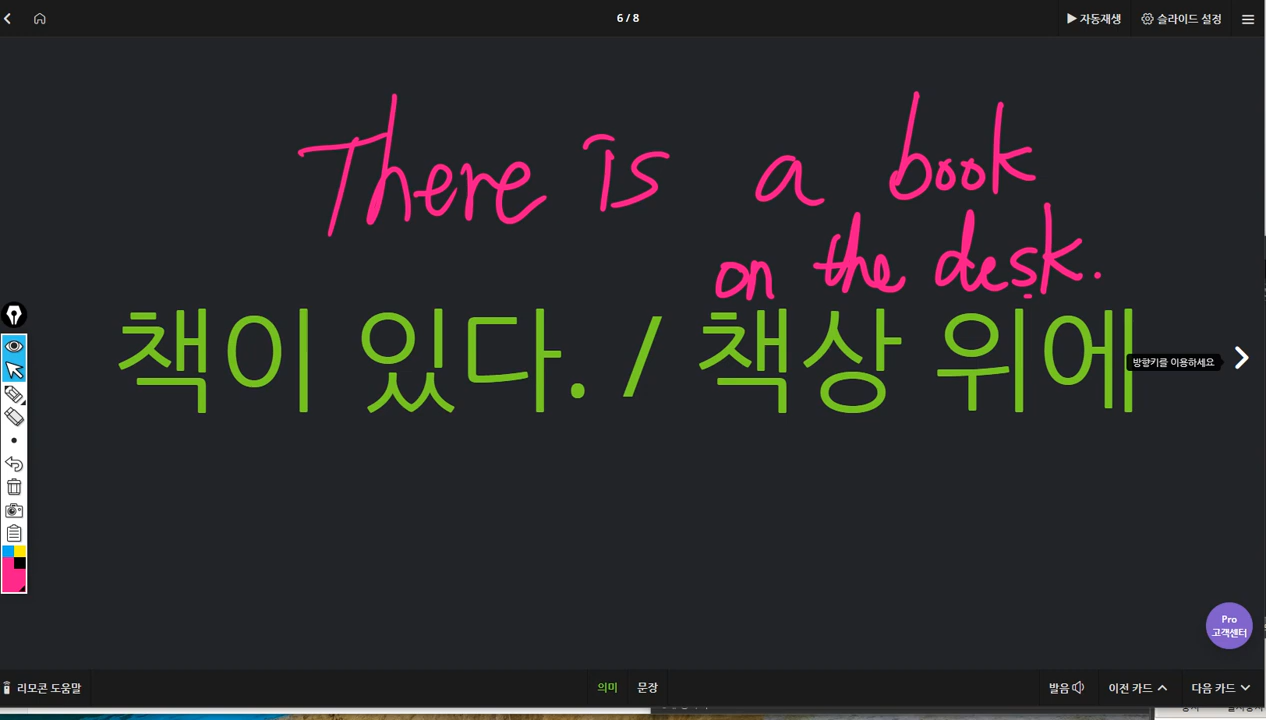 6 / 8
자동재생
슬라이드 설정
There is a book
on the desk.
책이 있다. / 책상 위에
방향키를 이용하세요
Pro
고객센터
리모콘 도움말
의미
문장
발음
이전 카드
다음 카드